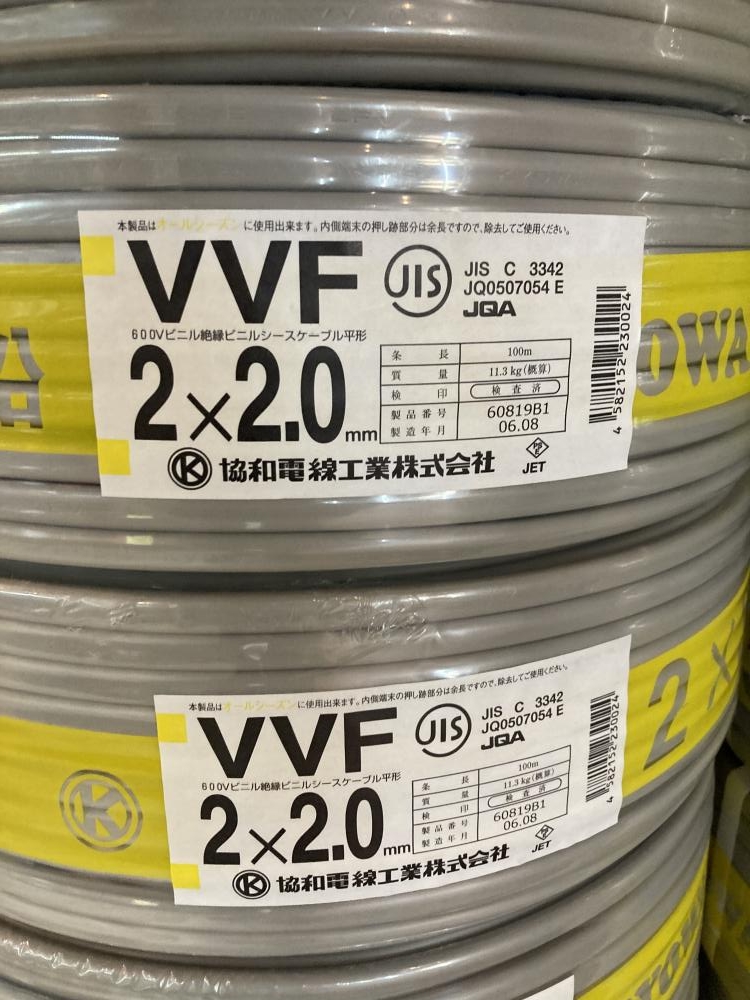 本製品はオールシーズンに使用出来ます。内側端末の押し跡部分は余長ですので、除去してご使用ください。
VVF
JIS
JIS C 3342
JQ0507054 E
JQA
600Vビニル絶縁ビニルシースケーブル平形
2×2.0mm
条長 100m
質量 11.3kg(概算)
検印 検査済
製品番号 60819B1
製造年月 06.08
K 協和電線工業株式会社
PSE
JET
4 582152 230024
OWA
本製品はオールシーズンに使用出来ます。内側端末の押し跡部分は余長ですので、除去してご使用ください。
VVF
JIS
JIS C 3342
JQ0507054 E
JQA
600Vビニル絶縁ビニルシースケーブル平形
2×2.0mm
条長 100m
質量 11.3kg(概算)
検印 検査済
製品番号 60819B1
製造年月 06.08
K 協和電線工業株式会社
JET
4 582152 230024
K
2×